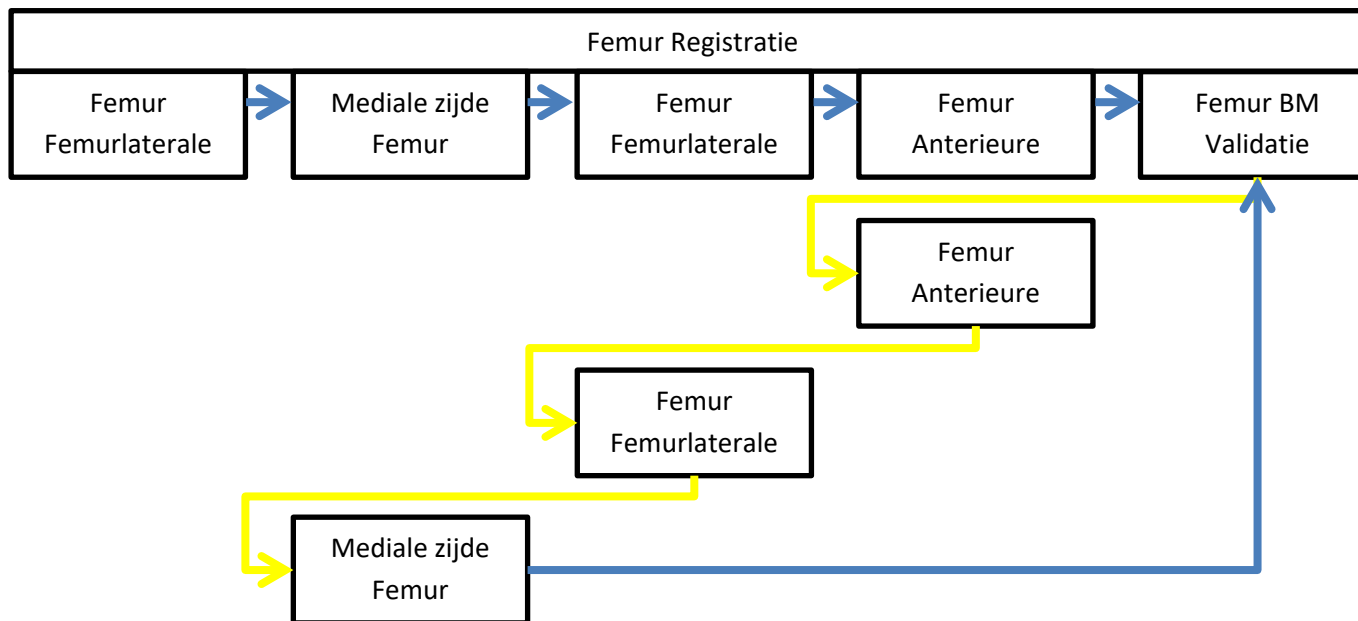 Femur Registratie
Femur
Femurlaterale
Mediale zijde
Femur
Femur
Femurlaterale
Femur
Anterieure
Femur BM
Validatie
Femur
Anterieure
Femur
Femurlaterale
Mediale zijde
Femur